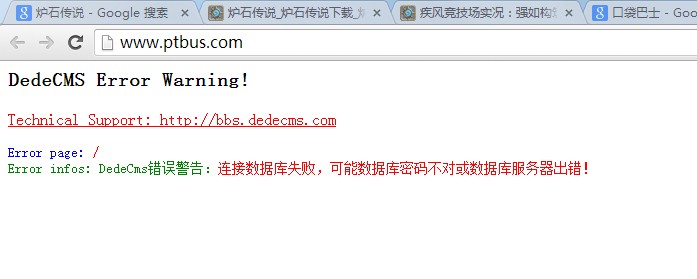 炉石传说 - Google 搜索
炉石传说_炉石传说下载_
疾风竞技场实况：强如构
口袋巴士 - Google
www.ptbus.com
DedeCMS Error Warning!
Technical Support: http://bbs.dedecms.com
Error page: /
Error infos: DedeCms错误警告：连接数据库失败，可能数据库密码不对或数据库服务器出错！